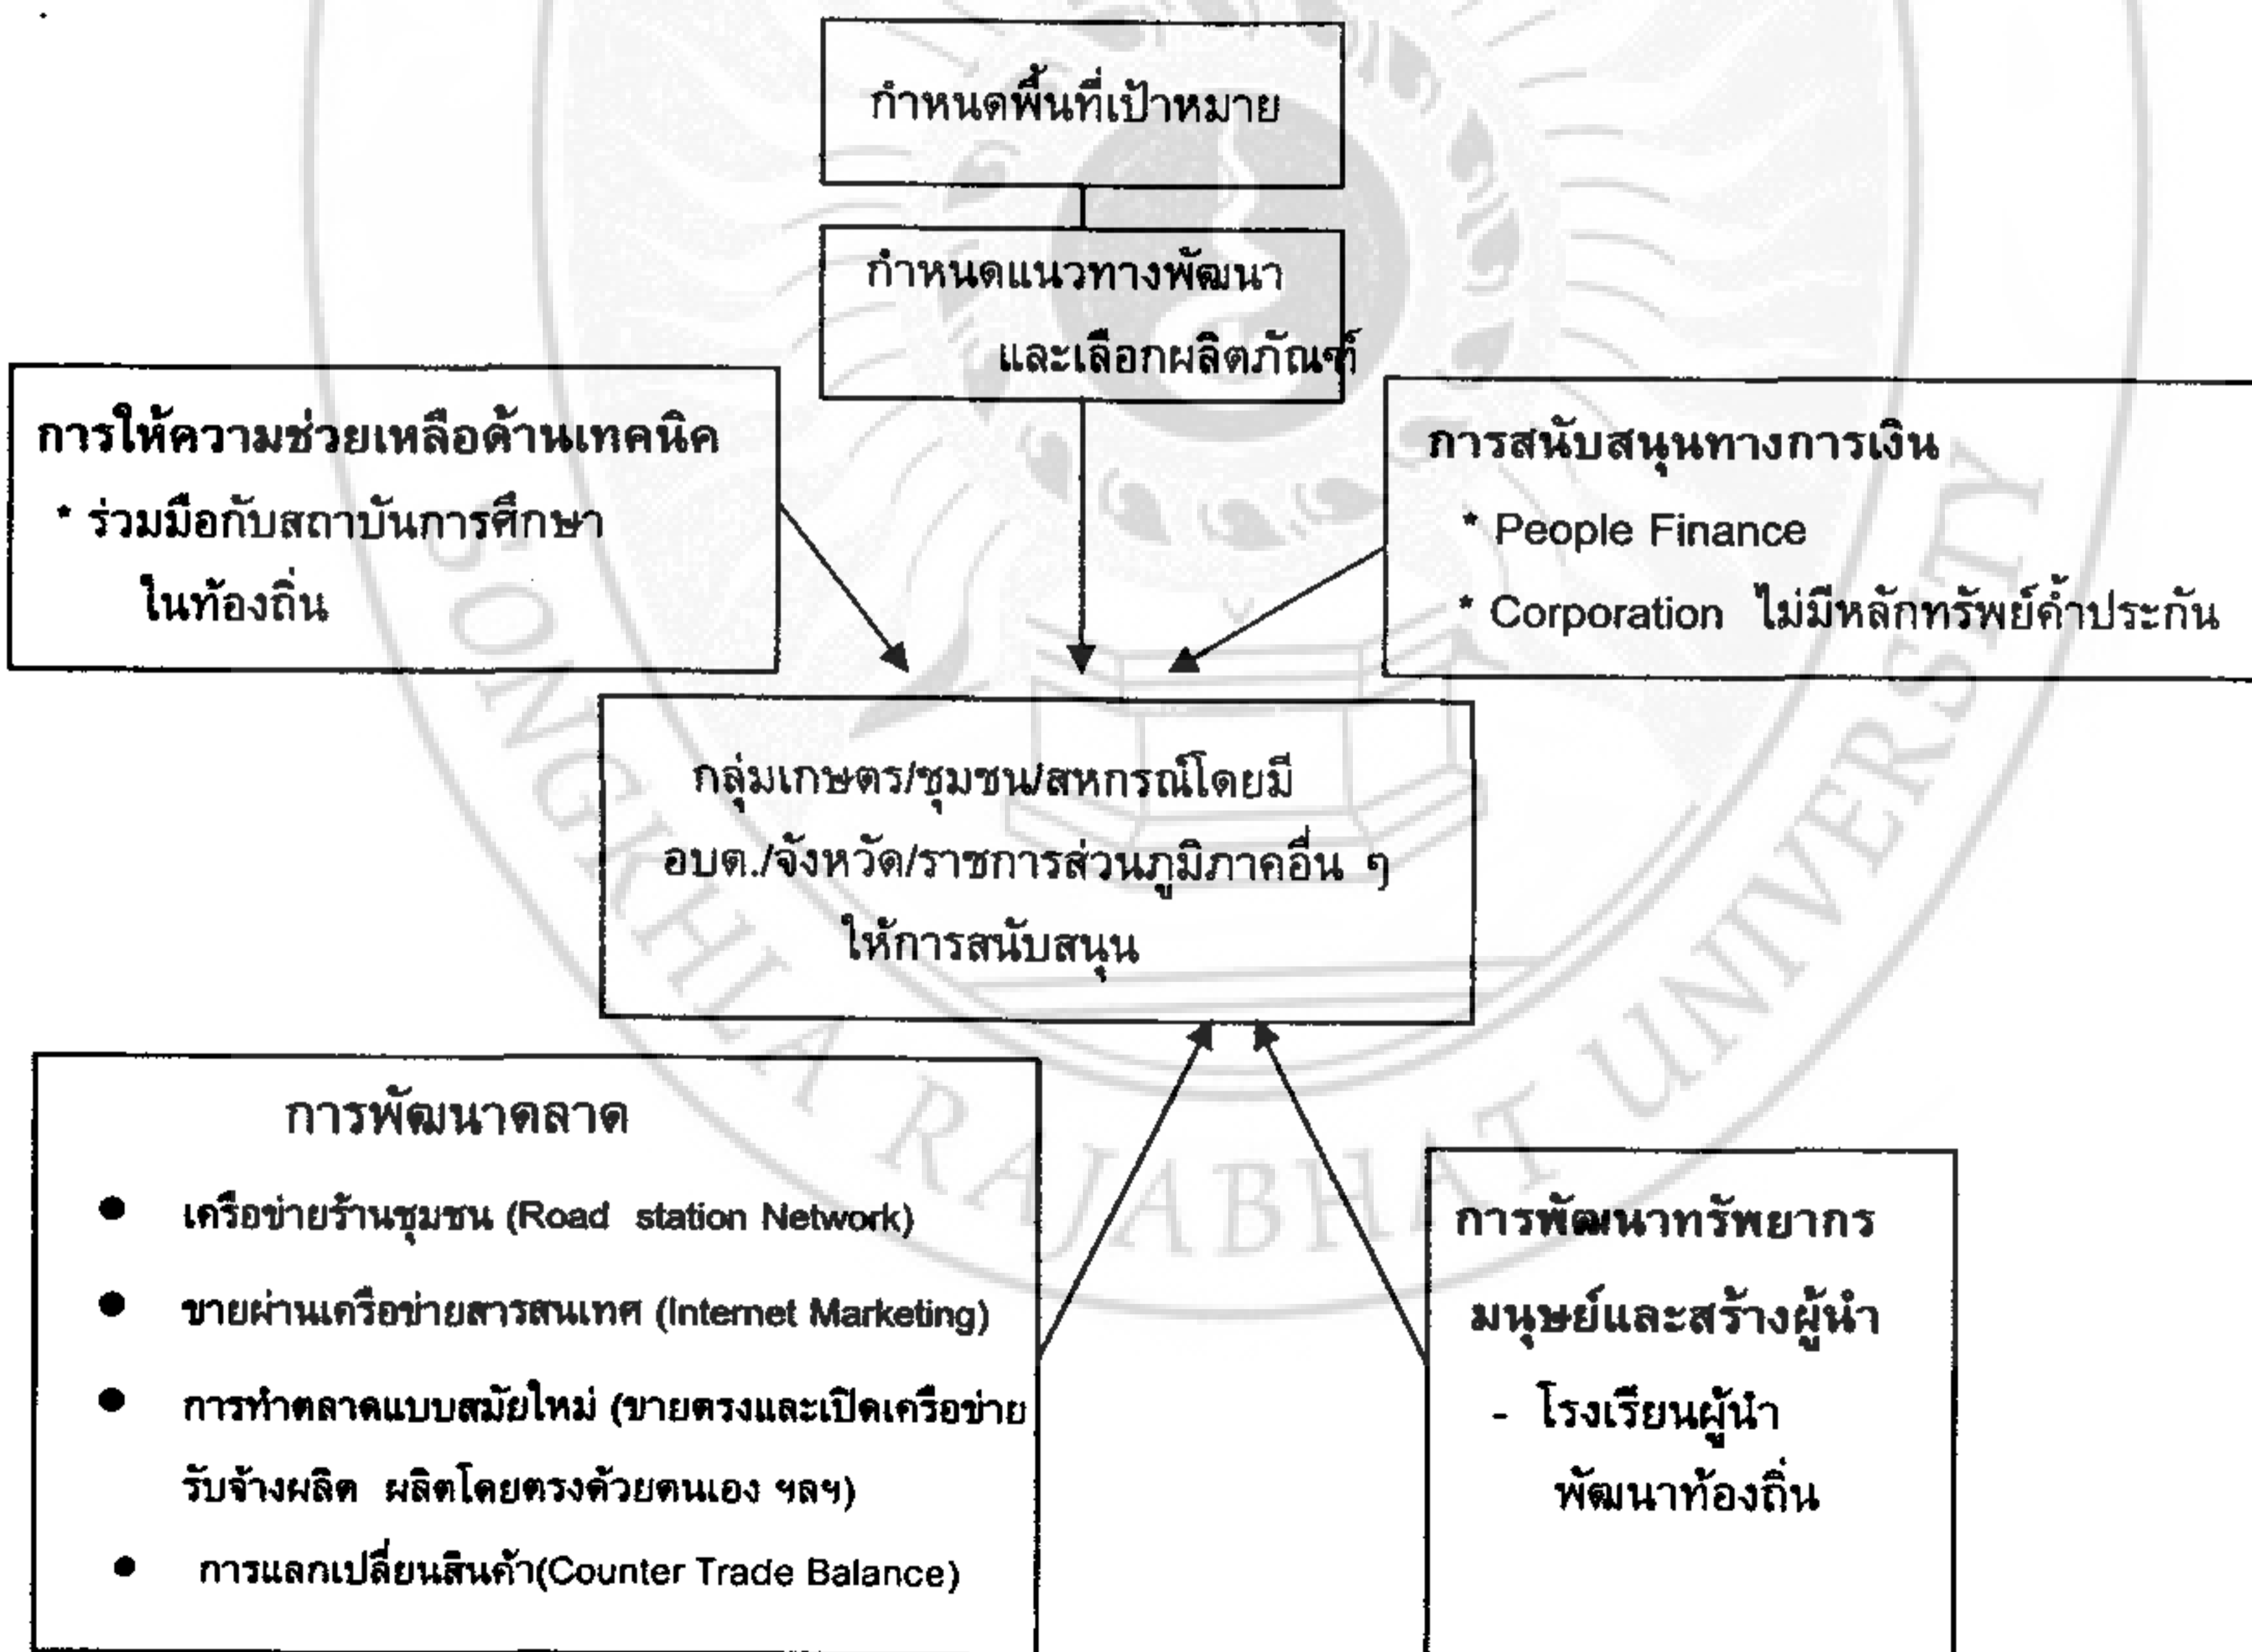 กำหนดพื้นที่เป้าหมาย
กำหนดแนวทางพัฒนา
และเลือกผลิตภัณฑ์
การให้ความช่วยเหลือด้านเทคนิค
* ร่วมมือกับสถาบันการศึกษา
ในท้องถิ่น
การสนับสนุนทางการเงิน
* People Finance
* Corporation ไม่มีหลักทรัพย์ค้ำประกัน
กลุ่มเกษตร/ชุมชน/สหกรณ์โดยมี
อบต./จังหวัด/ราชการส่วนภูมิภาคอื่น ๆ
ให้การสนับสนุน
การพัฒนาตลาด
● เครือข่ายร้านชุมชน (Road station Network)
● ขายผ่านเครือข่ายสารสนเทศ (Internet Marketing)
● การทำตลาดแบบสมัยใหม่ (ขายตรงและเปิดเครือข่าย
รับจ้างผลิต ผลิตโดยตรงด้วยตนเอง ฯลฯ)
● การแลกเปลี่ยนสินค้า(Counter Trade Balance)
การพัฒนาทรัพยากร
มนุษย์และสร้างผู้นำ
- โรงเรียนผู้นำ
พัฒนาท้องถิ่น
SONGKHLA RAJABHAT UNIVERSITY